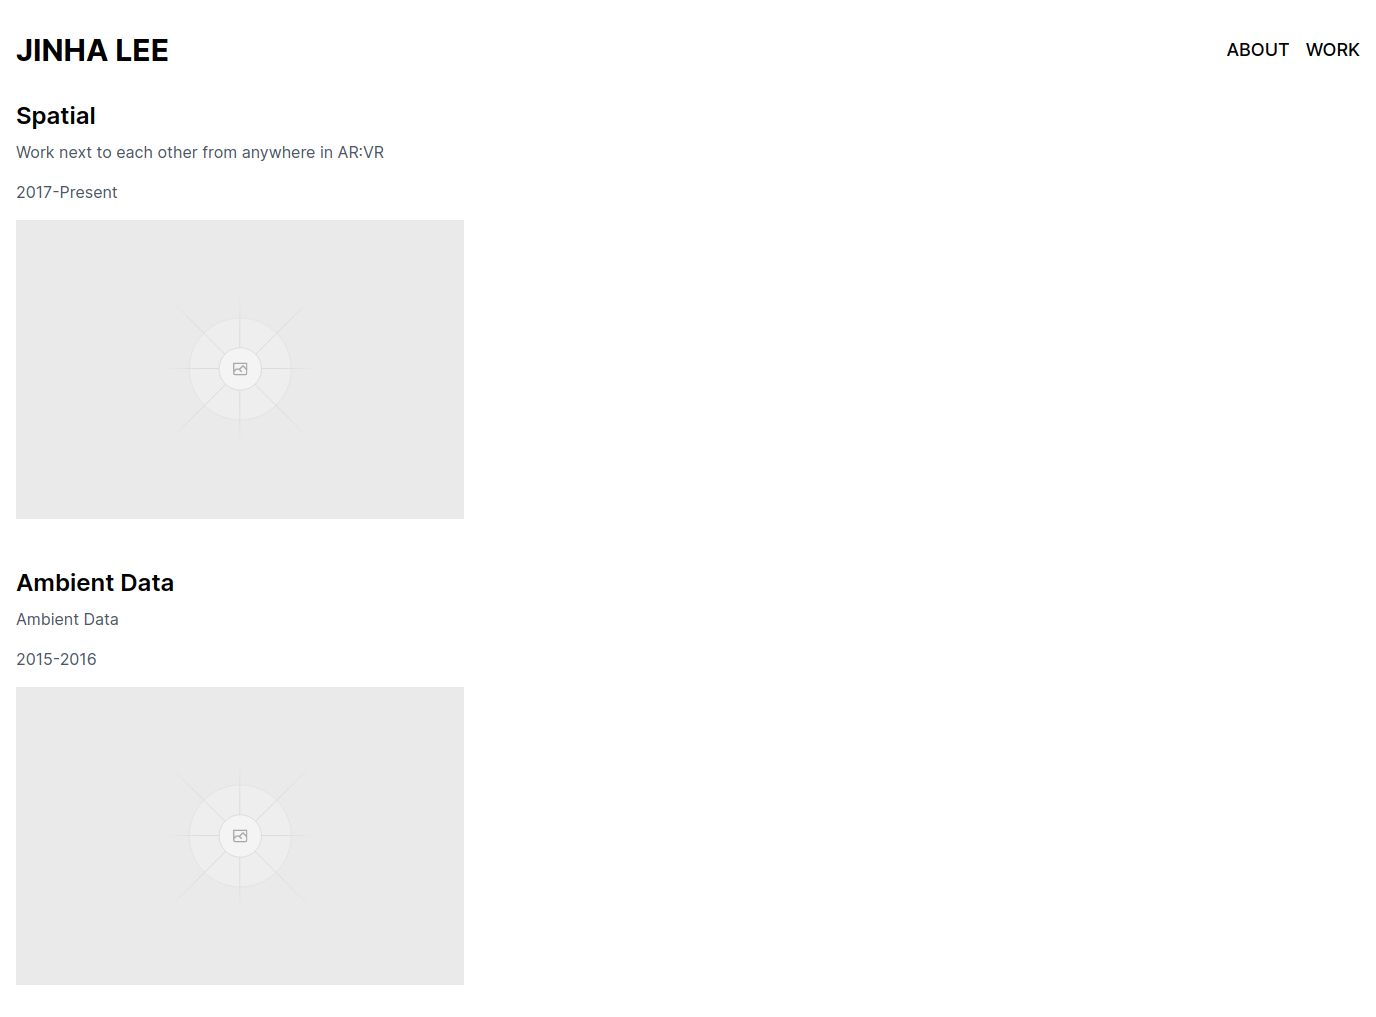 JINHA LEE
ABOUT WORK
Spatial
Work next to each other from anywhere in AR:VR
2017-Present
Ambient Data
Ambient Data
2015-2016